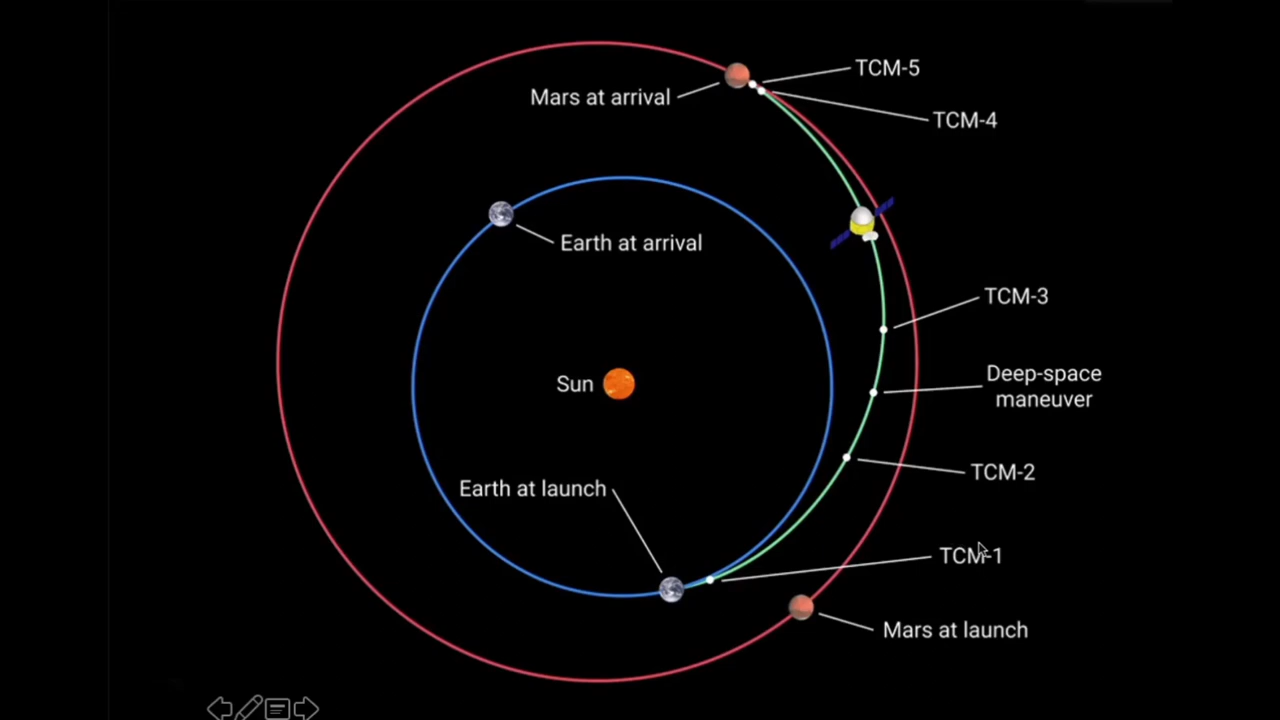 TCM-5
Mars at arrival
TCM-4
Earth at arrival
TCM-3
Deep-space
maneuver
Sun
TCM-2
Earth at launch
TCM-1
Mars at launch